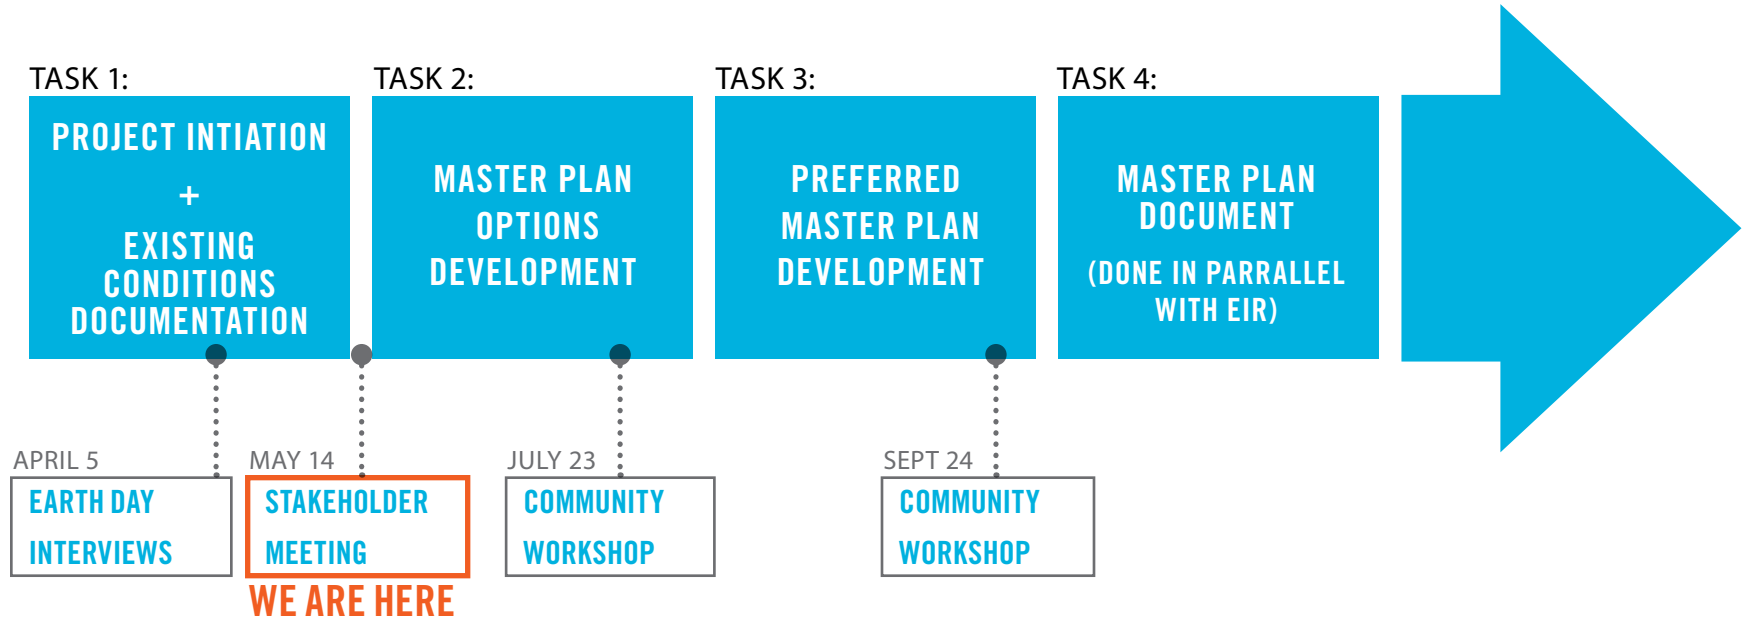 TASK 1:
PROJECT INTIATION
+
EXISTING
CONDITIONS
DOCUMENTATION
TASK 2:
MASTER PLAN
OPTIONS
DEVELOPMENT
TASK 3:
PREFERRED
MASTER PLAN
DEVELOPMENT
TASK 4:
MASTER PLAN
DOCUMENT
(DONE IN PARRALLEL
WITH EIR)
APRIL 5
EARTH DAY
INTERVIEWS
MAY 14
STAKEHOLDER
MEETING
WE ARE HERE
JULY 23
COMMUNITY
WORKSHOP
SEPT 24
COMMUNITY
WORKSHOP